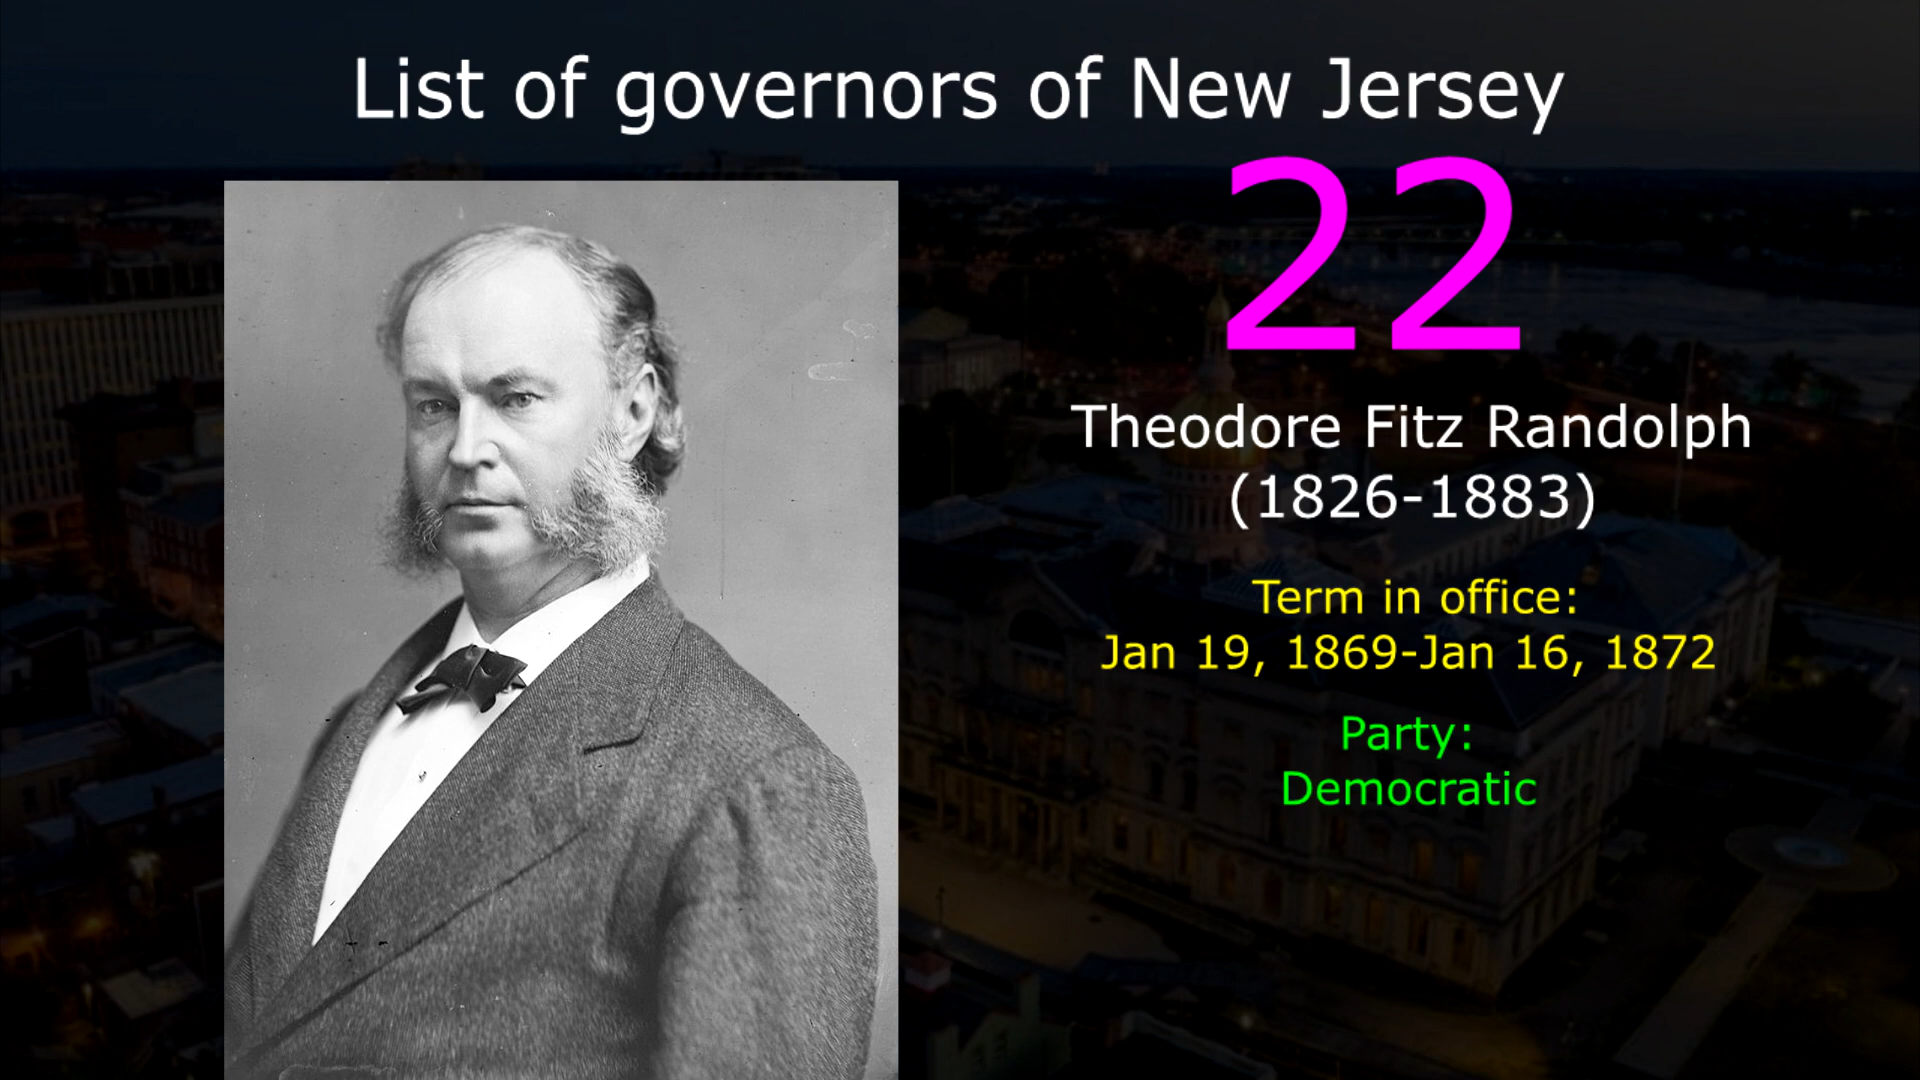 List of governors of New Jersey
22
Theodore Fitz Randolph
(1826-1883)
Term in office:
Jan 19, 1869-Jan 16, 1872
Party:
Democratic